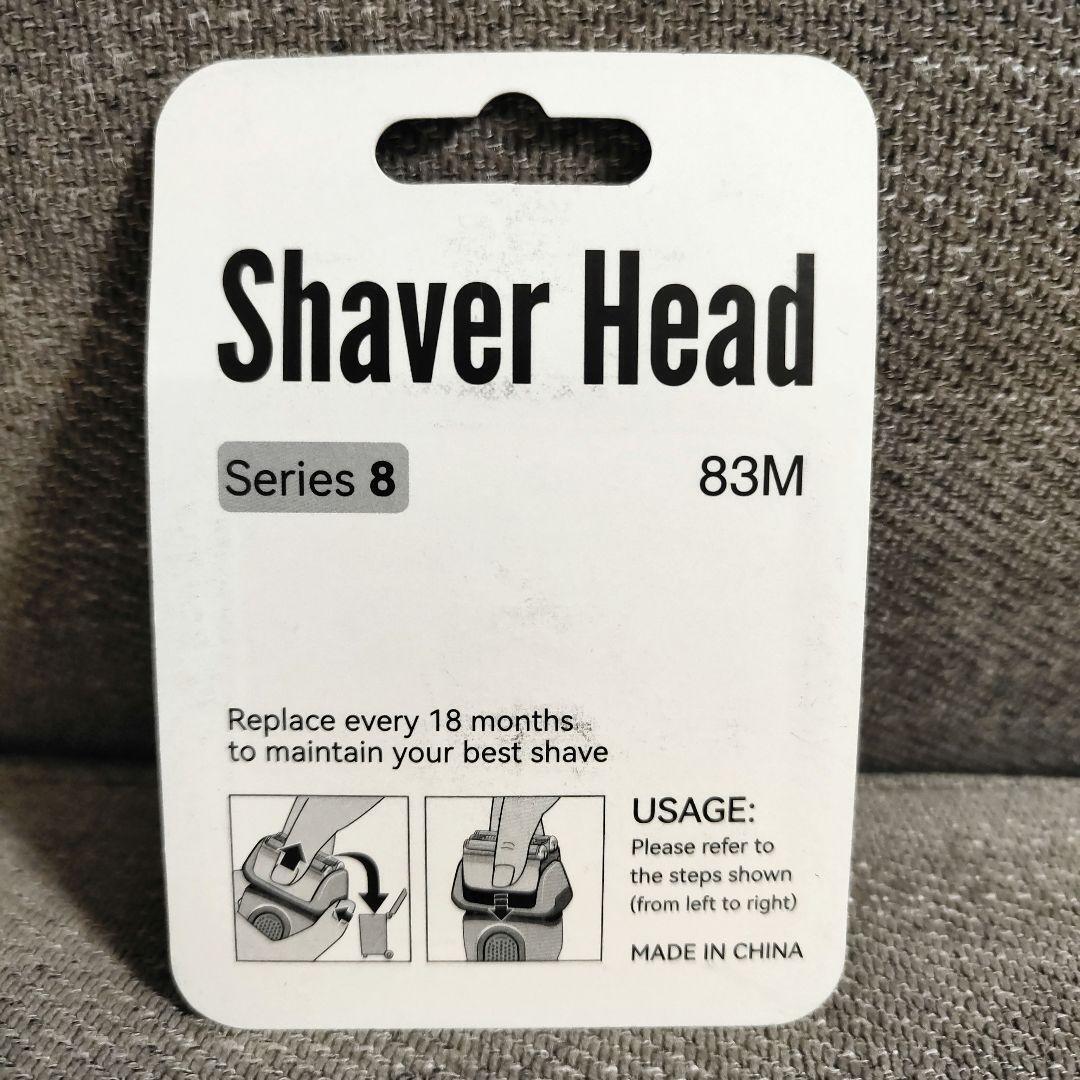 Shaver Head
Series 8
83M
Replace every 18 months
to maintain your best shave
USAGE:
Please refer to
the steps shown
(from left to right)
MADE IN CHINA